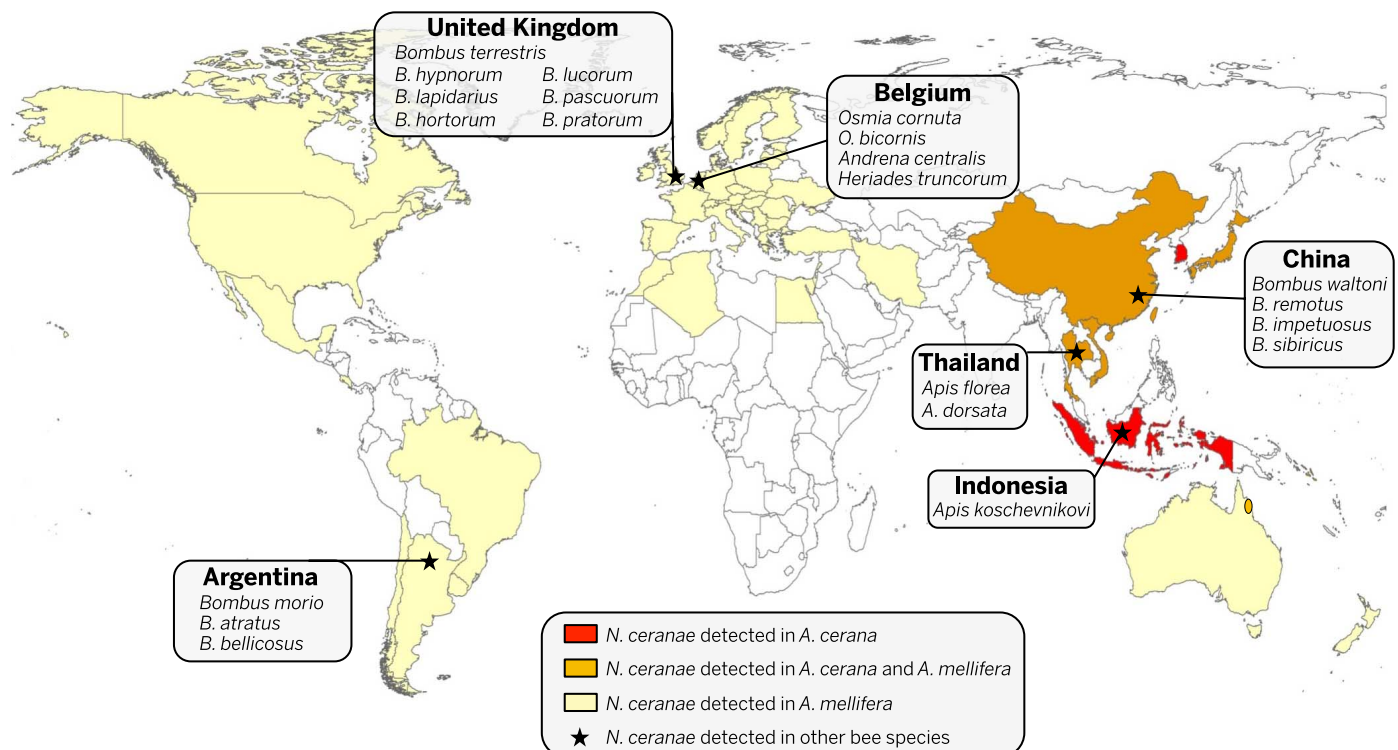 United Kingdom
Bombus terrestris
B. hypnorum B. lucorum
B. lapidarius B. pascuorum
B. hortorum B. pratorum
Belgium
Osmia cornuta
O. bicornis
Andrena centralis
Heriades truncorum
China
Bombus waltoni
B. remotus
B. impetuosus
B. sibiricus
Thailand
Apis florea
A. dorsata
Indonesia
Apis koschevnikovi
Argentina
Bombus morio
B. atratus
B. bellicosus
N. ceranae detected in A. cerana
N. ceranae detected in A. cerana and A. mellifera
N. ceranae detected in A. mellifera
N. ceranae detected in other bee species